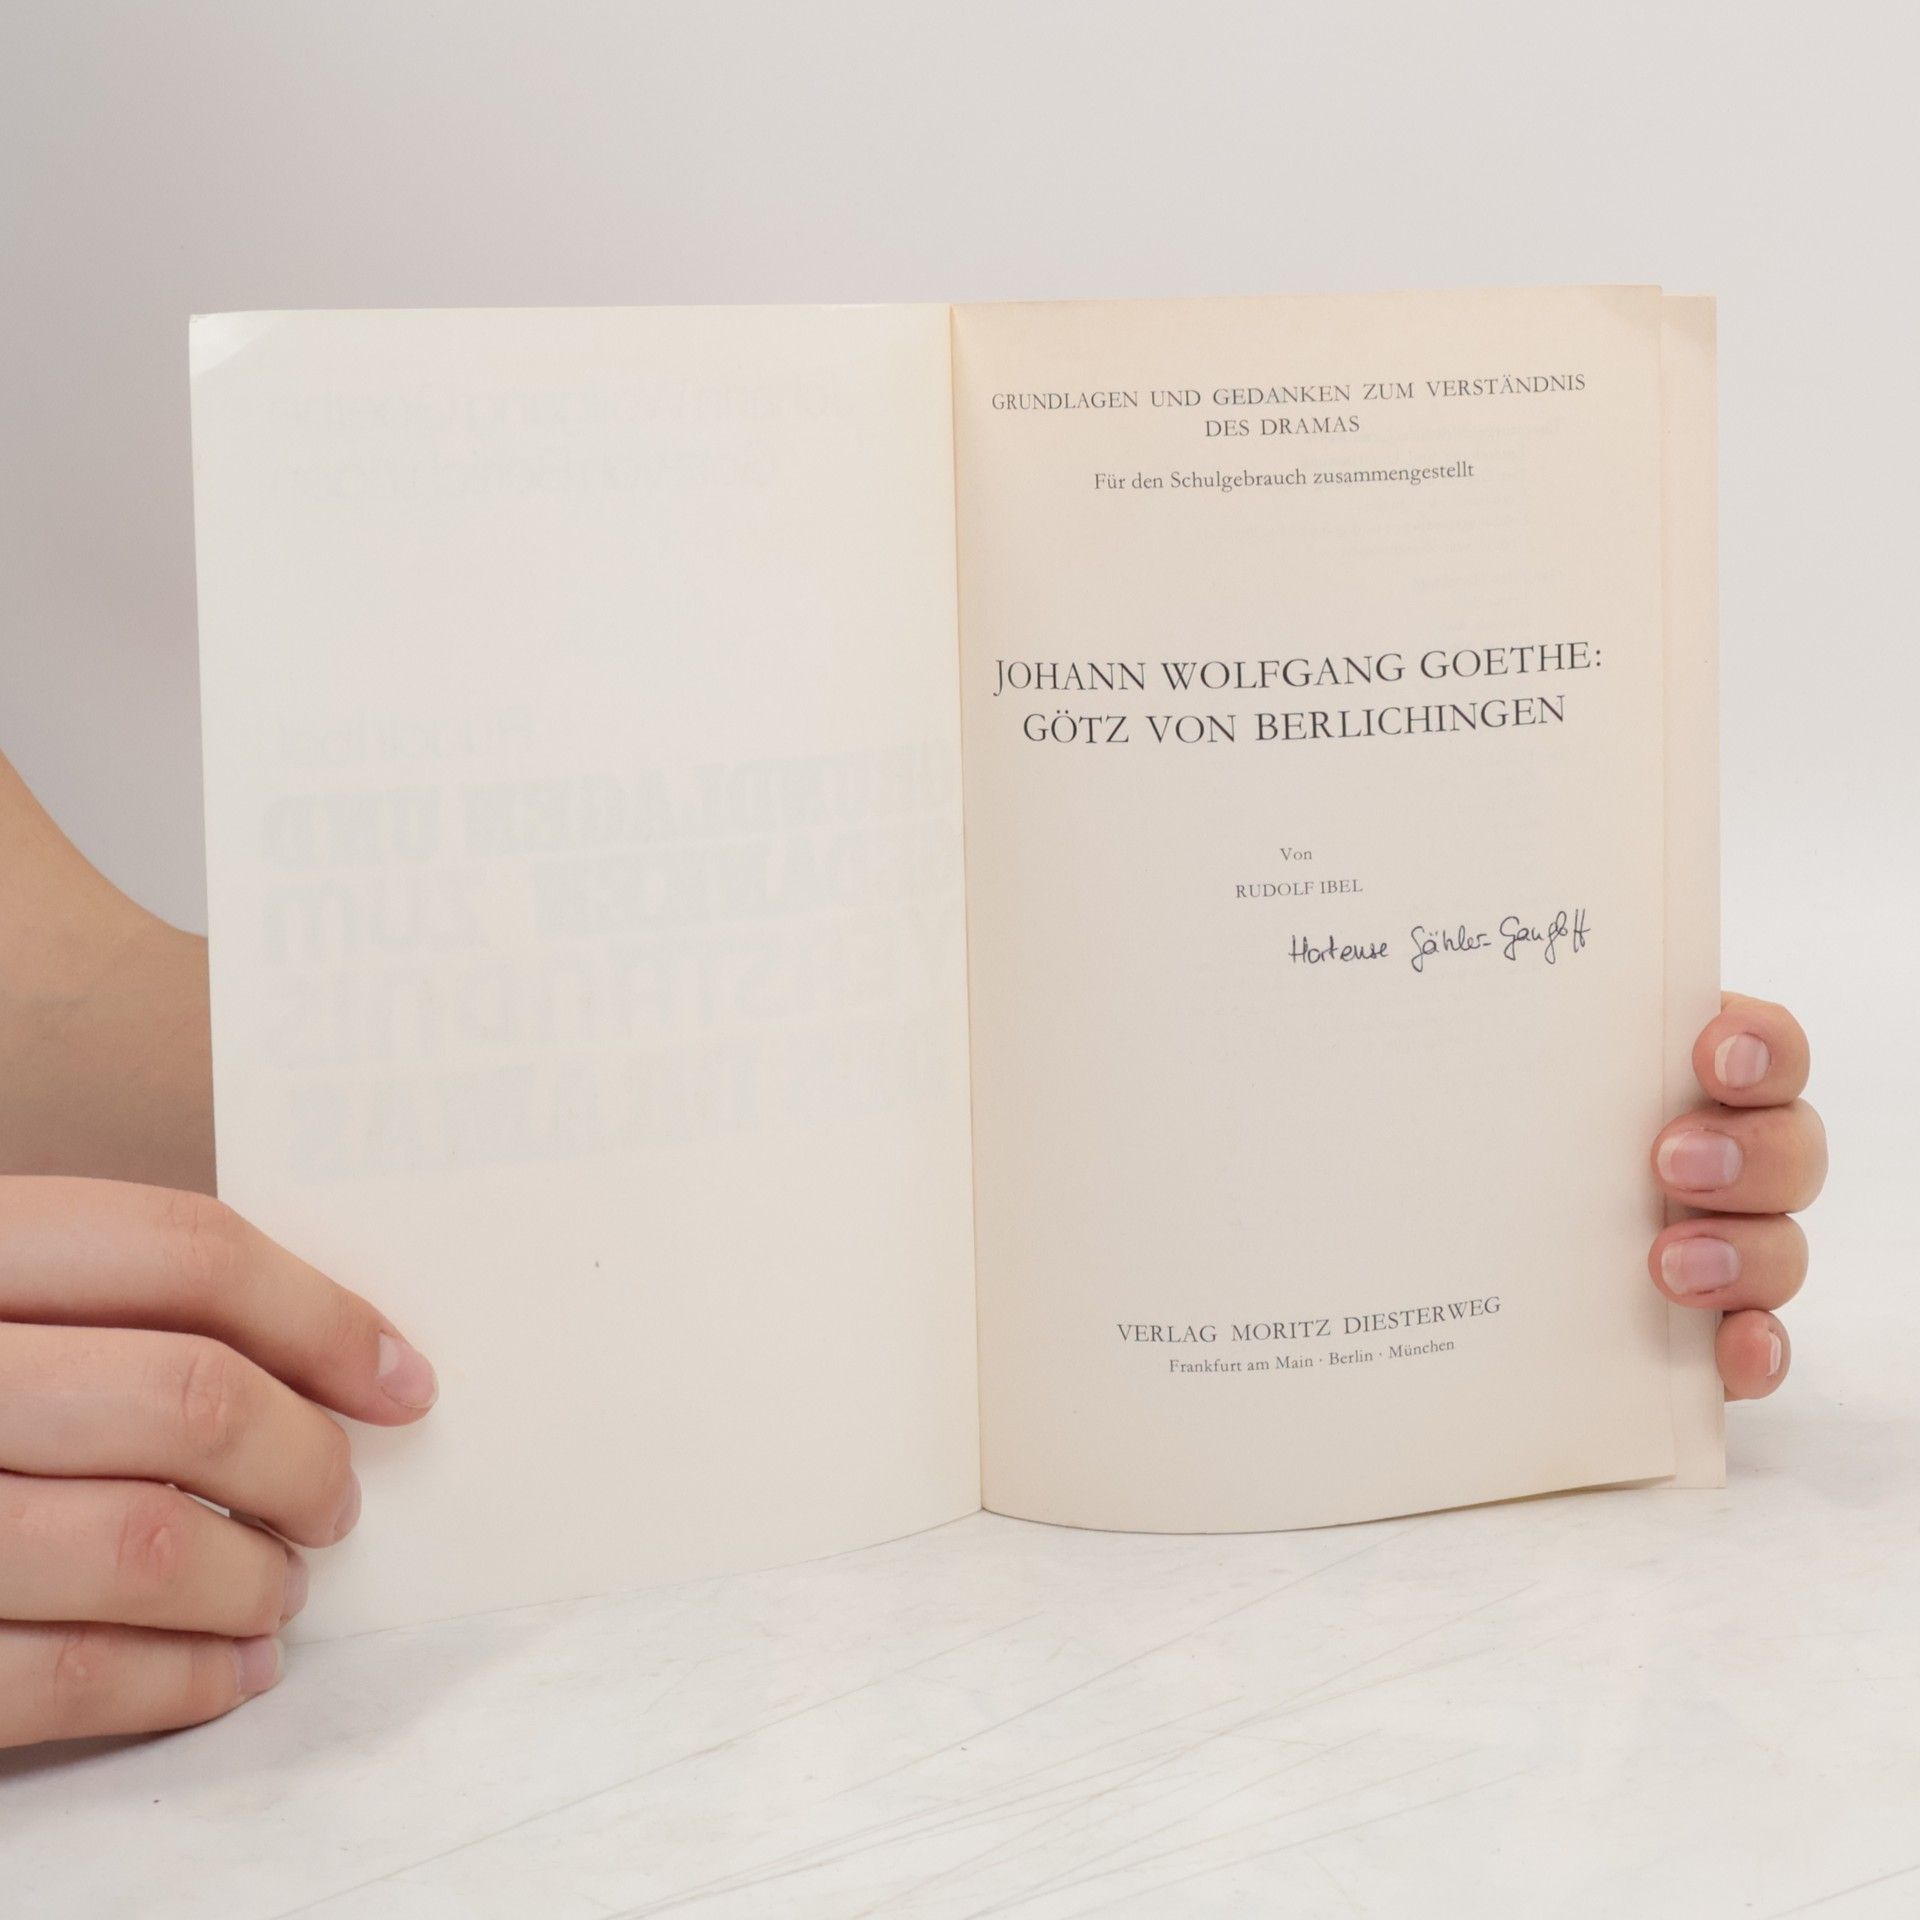 GRUNDLAGEN UND GEDANKEN ZUM VERSTÄNDNIS
DES DRAMAS
Für den Schulgebrauch zusammengestellt
JOHANN WOLFGANG GOETHE:
GÖTZ VON BERLICHINGEN
Von
RUDOLF IBEL
Hortense Gähler-Gangloff
VERLAG MORITZ DIESTERWEG
Frankfurt am Main · Berlin · München